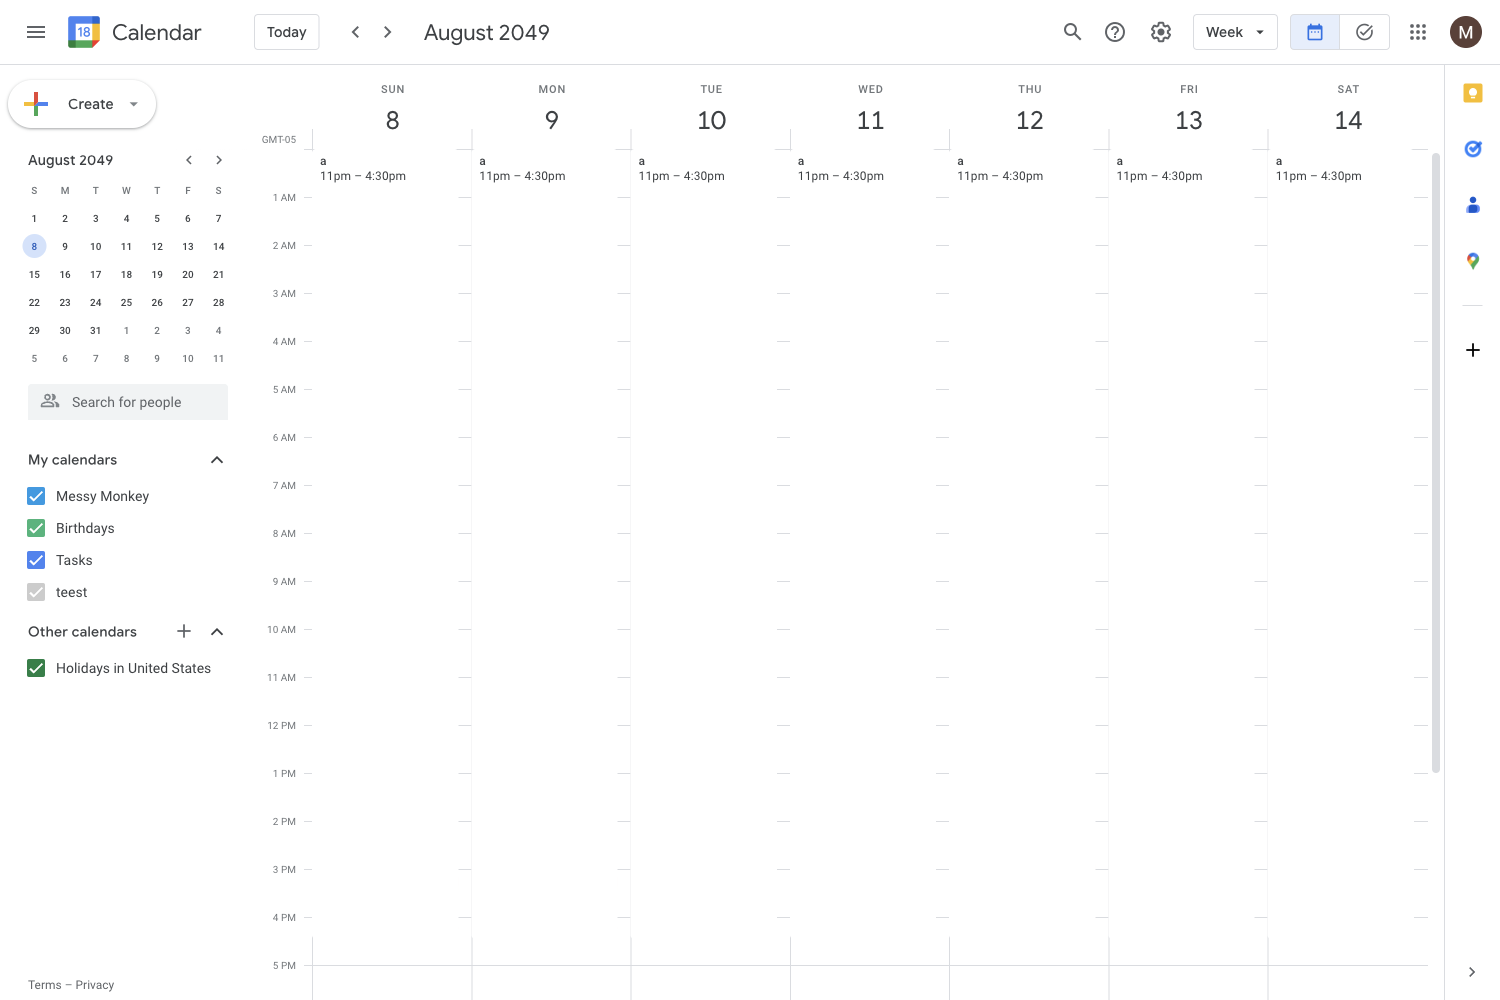 18 Calendar Today August 2049 Week M
Create
SUN MON TUE WED THU FRI SAT
8 9 10 11 12 13 14
GMT-05
August 2049
S M T W T F S
1 2 3 4 5 6 7
8 9 10 11 12 13 14
15 16 17 18 19 20 21
22 23 24 25 26 27 28
29 30 31 1 2 3 4
5 6 7 8 9 10 11
Search for people
My calendars
Messy Monkey
Birthdays
Tasks
teest
Other calendars
Holidays in United States
Terms – Privacy
a a a a a a a
11pm – 4:30pm 11pm – 4:30pm 11pm – 4:30pm 11pm – 4:30pm 11pm – 4:30pm 11pm – 4:30pm 11pm – 4:30pm
1 AM
2 AM
3 AM
4 AM
5 AM
6 AM
7 AM
8 AM
9 AM
10 AM
11 AM
12 PM
1 PM
2 PM
3 PM
4 PM
5 PM